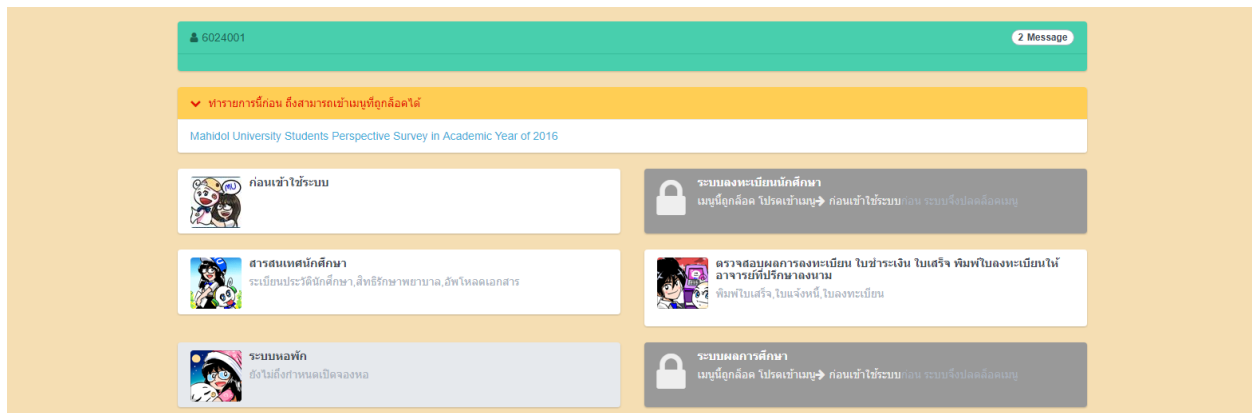 6024001
2 Message
ทำรายการนี้ก่อน ถึงสามารถเข้าเมนูที่ถูกล็อคได้
Mahidol University Students Perspective Survey in Academic Year of 2016
MU
ก่อนเข้าใช้ระบบ
ระบบลงทะเบียนนักศึกษา
เมนูนี้ถูกล็อค โปรดเข้าเมนู ก่อนเข้าใช้ระบบก่อน ระบบจึงปลดล็อคเมนู
สารสนเทศนักศึกษา
ระเบียนประวัตินักศึกษา,สิทธิรักษาพยาบาล,อัพโหลดเอกสาร
ตรวจสอบผลการลงทะเบียน ใบชำระเงิน ใบเสร็จ พิมพ์ใบลงทะเบียนให้
อาจารย์ที่ปรึกษาลงนาม
พิมพ์ใบเสร็จ,ใบแจ้งหนี้,ใบลงทะเบียน
ระบบหอพัก
ยังไม่ถึงกำหนดเปิดจองหอ
ระบบผลการศึกษา
เมนูนี้ถูกล็อค โปรดเข้าเมนู ก่อนเข้าใช้ระบบก่อน ระบบจึงปลดล็อคเมนู